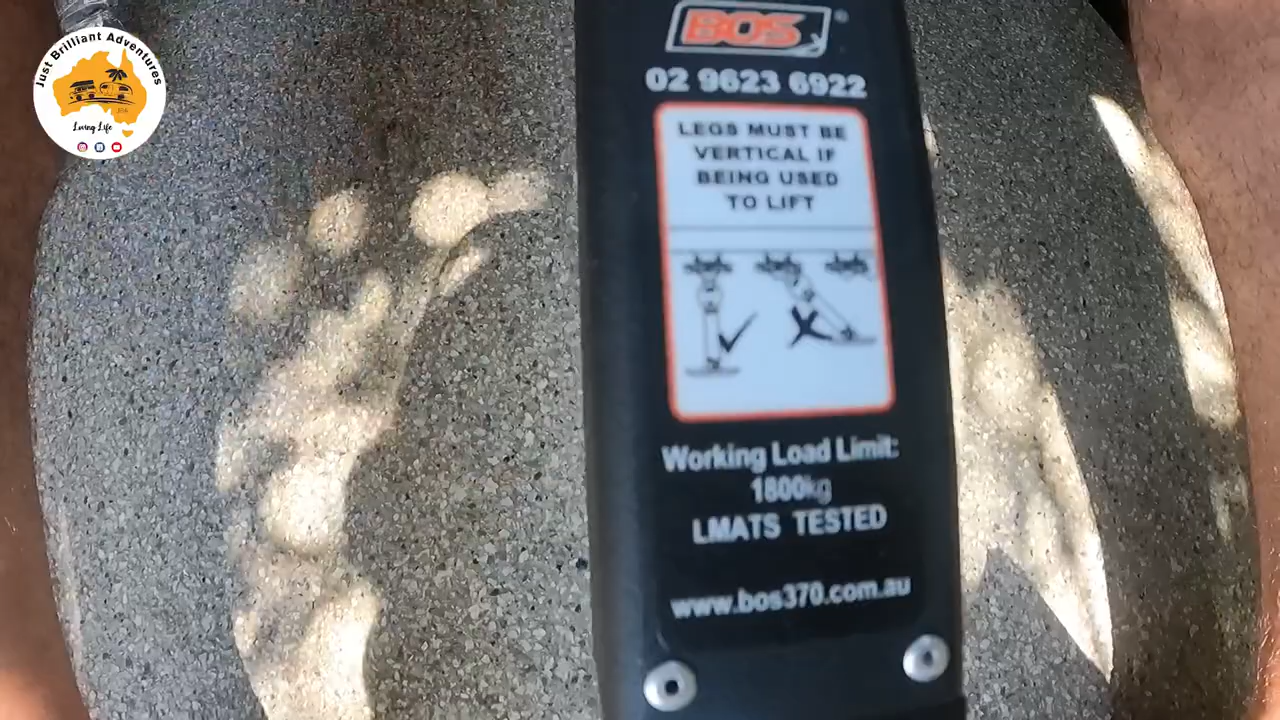 Just Brilliant Adventures
Living Life
BOS
®
02 9623 6922
LEGS MUST BE
VERTICAL IF
BEING USED
TO LIFT
Working Load Limit:
1800kg
LMATS TESTED
www.bos370.com.au